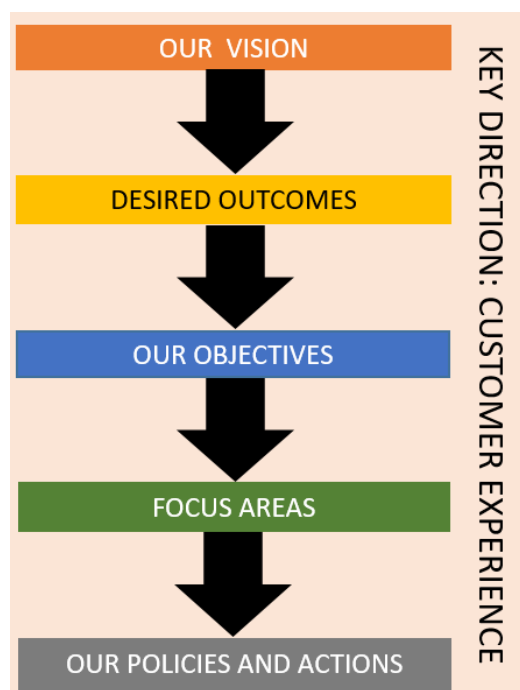 OUR VISION
DESIRED OUTCOMES
OUR OBJECTIVES
FOCUS AREAS
OUR POLICIES AND ACTIONS
KEY DIRECTION: CUSTOMER EXPERIENCE